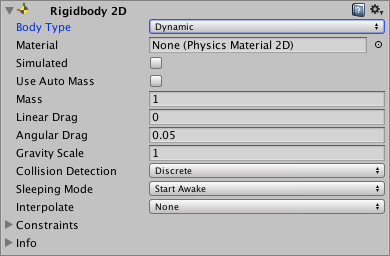 Rigidbody 2D
Body Type Dynamic
Material None (Physics Material 2D)
Simulated
Use Auto Mass
Mass 1
Linear Drag 0
Angular Drag 0.05
Gravity Scale 1
Collision Detection Discrete
Sleeping Mode Start Awake
Interpolate None
Constraints
Info